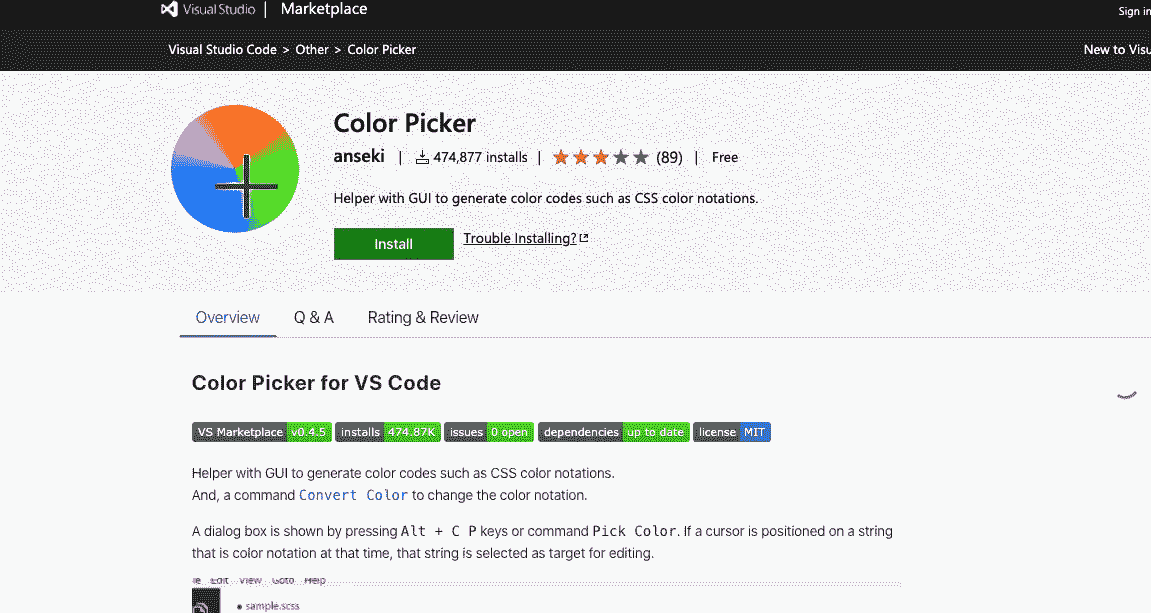 Visual Studio | Marketplace
Sign in
Visual Studio Code > Other > Color Picker
New to Visu
Color Picker
anseki | 474,877 installs | (89) | Free
Helper with GUI to generate color codes such as CSS color notations.
Install Trouble Installing?
Overview Q & A Rating & Review
Color Picker for VS Code
VS Marketplace v0.4.5 installs 474.87K issues 0 open dependencies up to date license MIT
Helper with GUI to generate color codes such as CSS color notations.
And, a command Convert Color to change the color notation.
A dialog box is shown by pressing Alt + C P keys or command Pick Color. If a cursor is positioned on a string
that is color notation at that time, that string is selected as target for editing.
le Edit View Goto Help
sample.scss